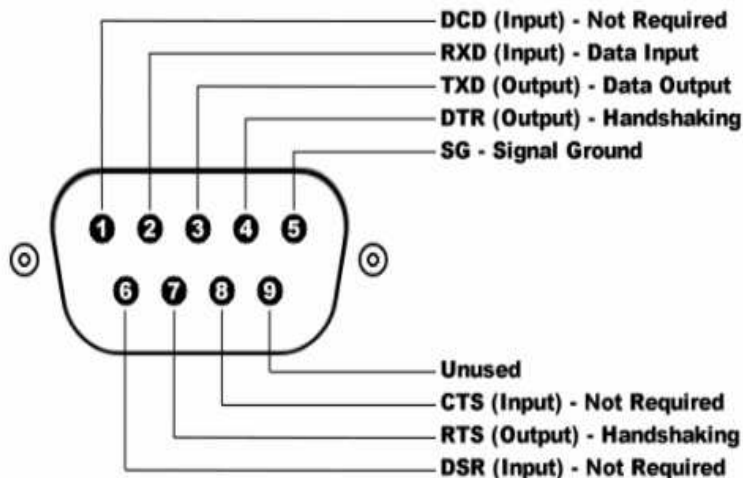 DCD (Input) - Not Required
RXD (Input) - Data Input
TXD (Output) - Data Output
DTR (Output) - Handshaking
SG - Signal Ground
1 2 3 4 5
6 7 8 9
Unused
CTS (Input) - Not Required
RTS (Output) - Handshaking
DSR (Input) - Not Required